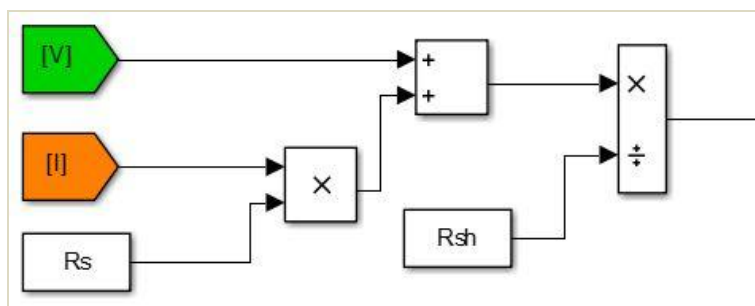 [V]
+
+
×
÷
[I]
×
Rs
Rsh